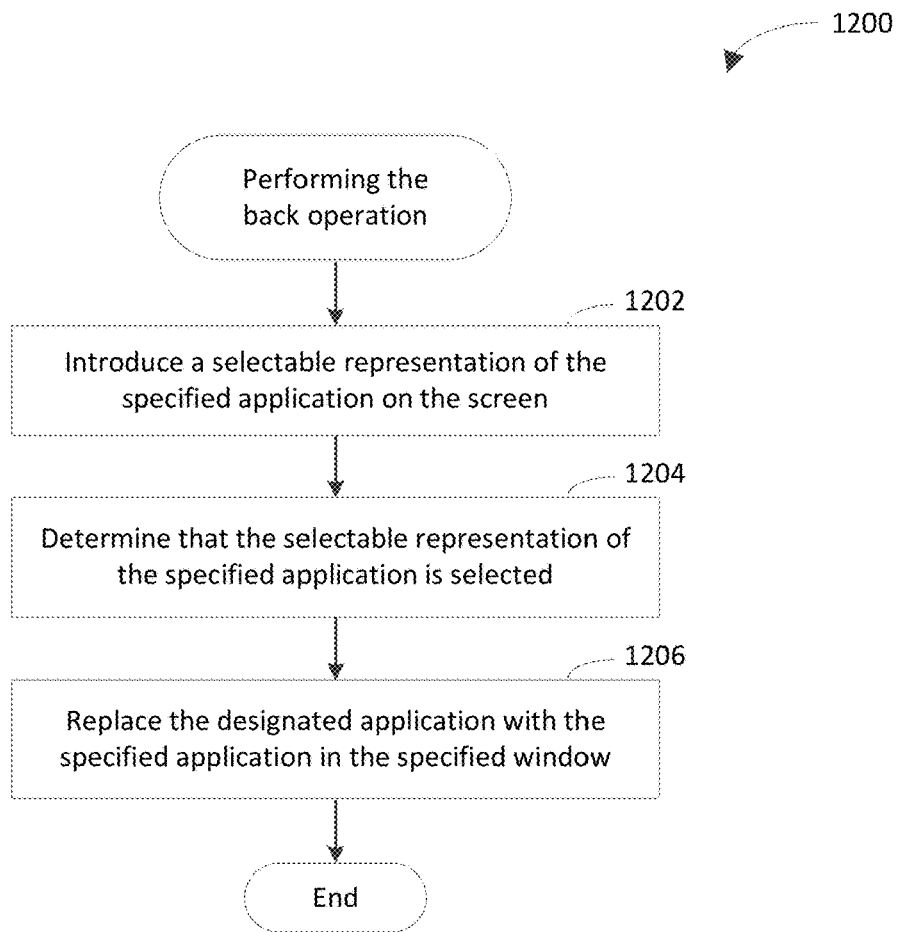 1200
Performing the
back operation
1202
Introduce a selectable representation of the
specified application on the screen
1204
Determine that the selectable representation of
the specified application is selected
1206
Replace the designated application with the
specified application in the specified window
End